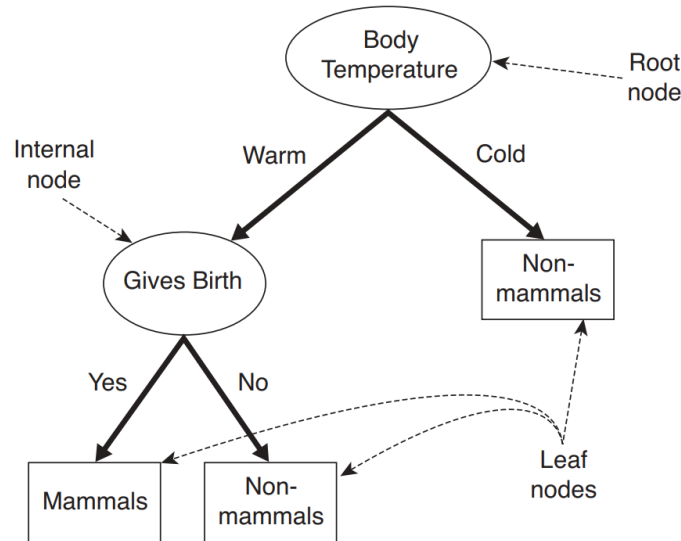 Body
Temperature
Root
node
Internal
node
Warm
Cold
Gives Birth
Non-
mammals
Yes
No
Mammals
Non-
mammals
Leaf
nodes